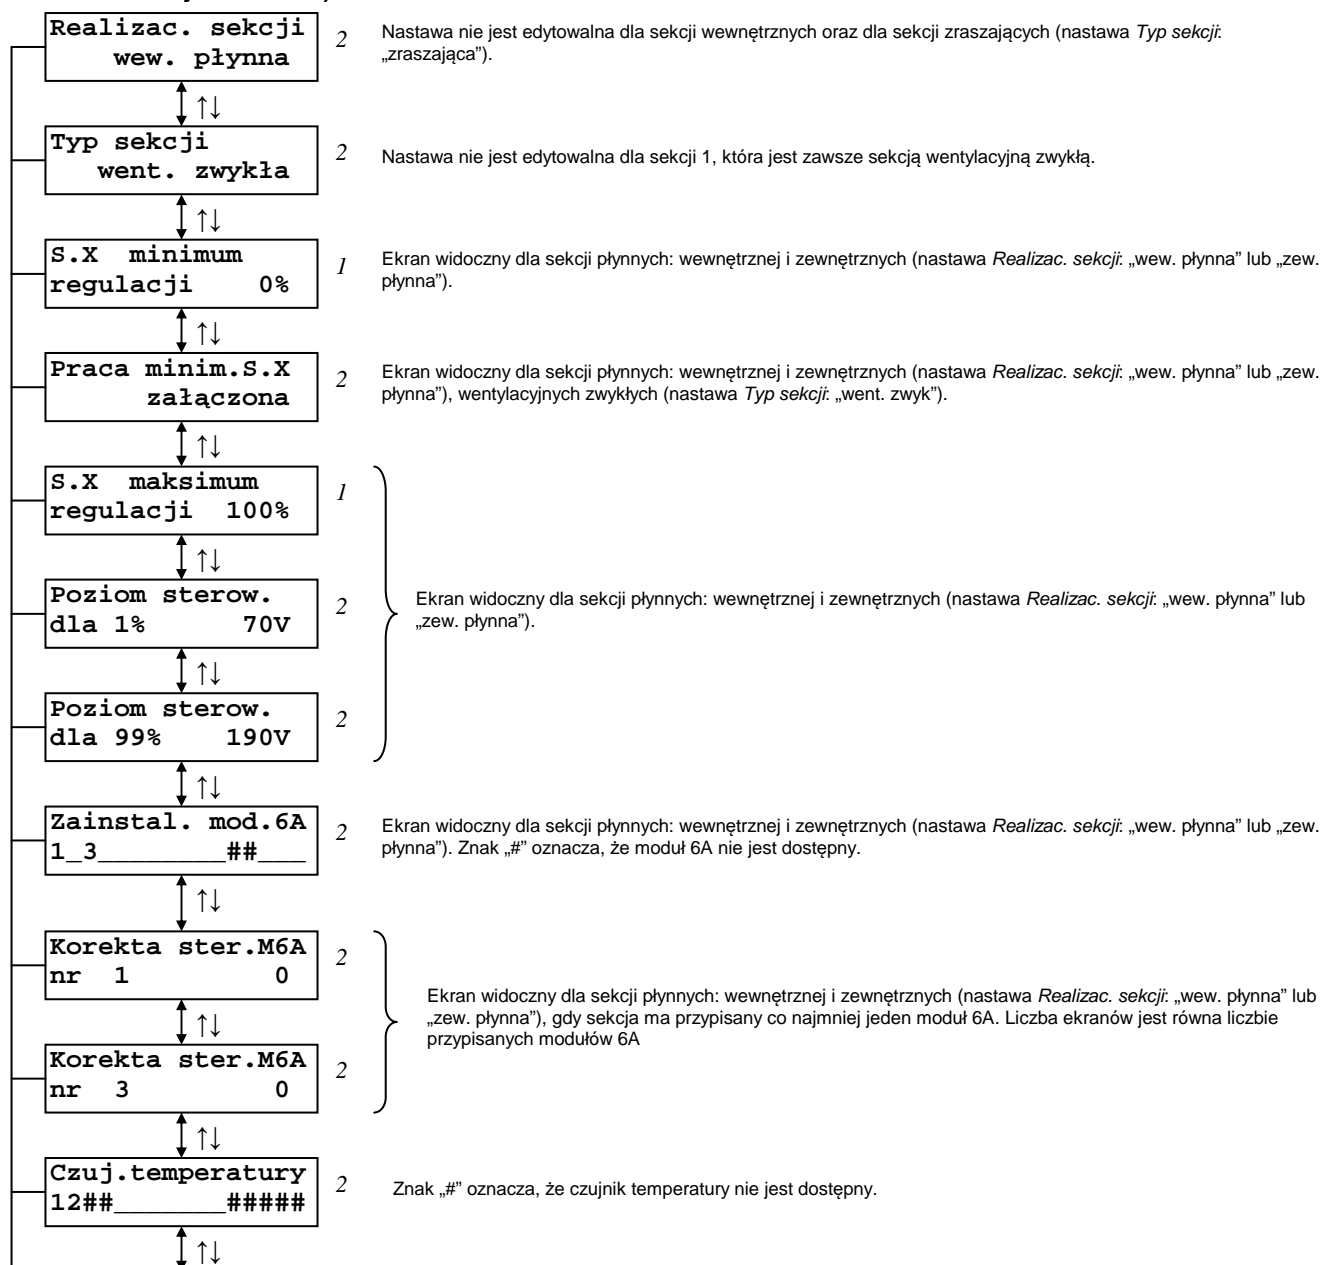 Realizac. sekcji
wew. płynna
2
Nastawa nie jest edytowalna dla sekcji wewnętrznych oraz dla sekcji zraszających (nastawa Typ sekcji:
„zraszająca”).
↑↓
Typ sekcji
went. zwykła
2
Nastawa nie jest edytowalna dla sekcji 1, która jest zawsze sekcją wentylacyjną zwykłą.
↑↓
S.X minimum
regulacji 0%
1
Ekran widoczny dla sekcji płynnych: wewnętrznej i zewnętrznych (nastawa Realizac. sekcji: „wew. płynna” lub „zew.
płynna”).
↑↓
Praca minim.S.X
załączona
2
Ekran widoczny dla sekcji płynnych: wewnętrznej i zewnętrznych (nastawa Realizac. sekcji: „wew. płynna” lub „zew.
płynna”), wentylacyjnych zwykłych (nastawa Typ sekcji: „went. zwyk”).
↑↓
S.X maksimum
regulacji 100%
1
↑↓
Poziom sterow.
dla 1% 70V
2
Ekran widoczny dla sekcji płynnych: wewnętrznej i zewnętrznych (nastawa Realizac. sekcji: „wew. płynna” lub
„zew. płynna”).
↑↓
Poziom sterow.
dla 99% 190V
2
↑↓
Zainstal. mod.6A
1_3________##___
2
Ekran widoczny dla sekcji płynnych: wewnętrznej i zewnętrznych (nastawa Realizac. sekcji: „wew. płynna” lub „zew.
płynna”). Znak „#” oznacza, że moduł 6A nie jest dostępny.
↑↓
Korekta ster.M6A
nr 1 0
2
Ekran widoczny dla sekcji płynnych: wewnętrznej i zewnętrznych (nastawa Realizac. sekcji: „wew. płynna” lub
„zew. płynna”), gdy sekcja ma przypisany co najmniej jeden moduł 6A. Liczba ekranów jest równa liczbie
przypisanych modułów 6A
↑↓
Korekta ster.M6A
nr 3 0
2
↑↓
Czuj.temperatury
12##_______#####
2
Znak „#” oznacza, że czujnik temperatury nie jest dostępny.
↑↓